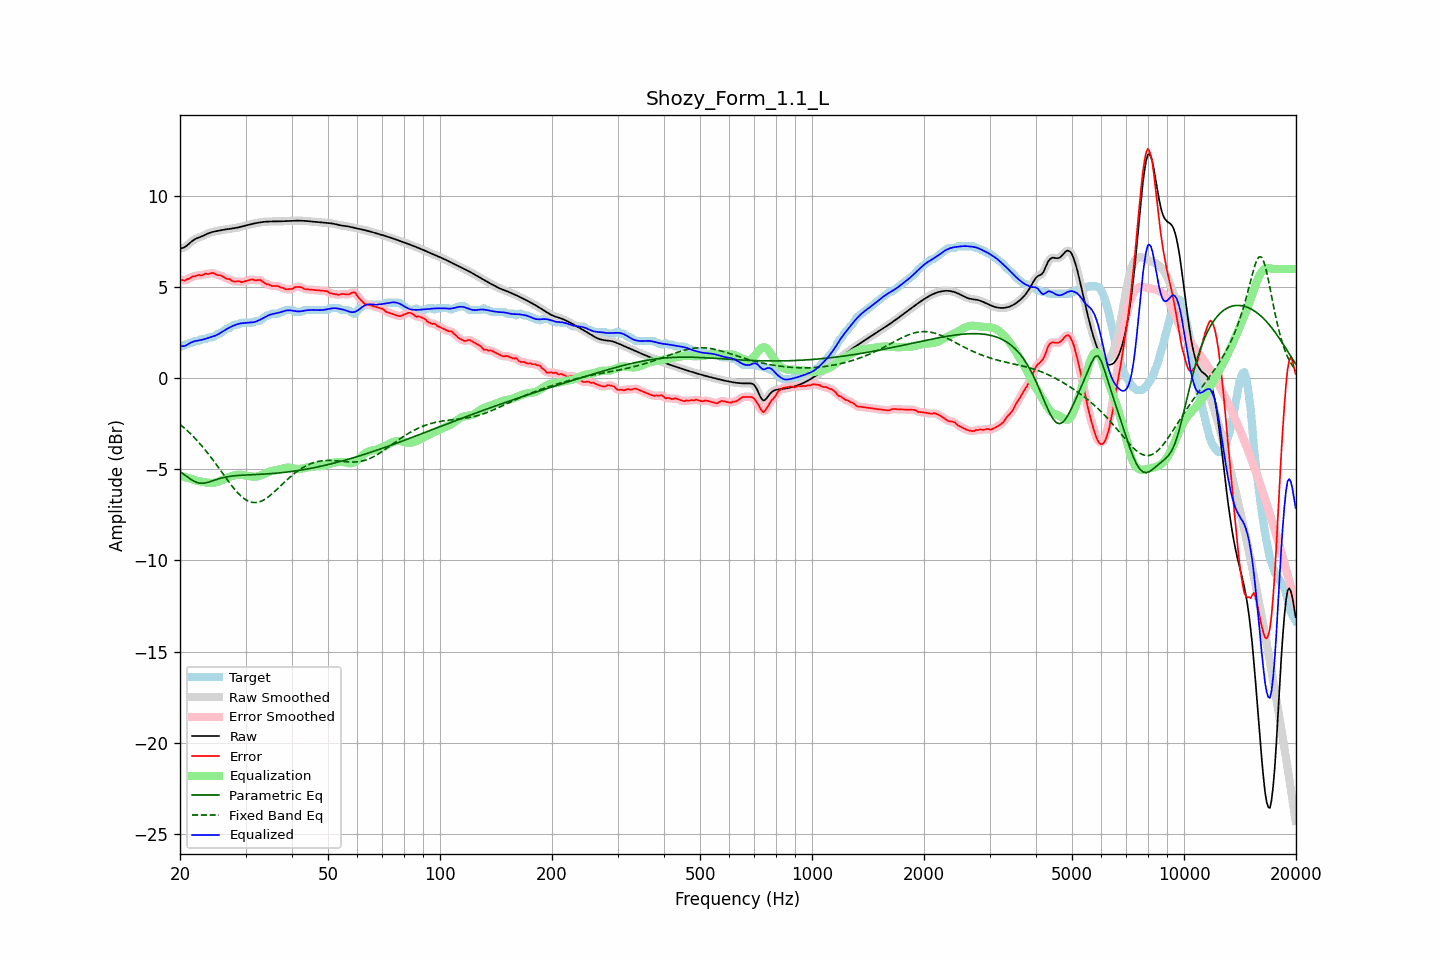 Shozy_Form_1.1_L
Amplitude (dBr)
10
5
0
−5
−10
−15
−20
−25
Target
Raw Smoothed
Error Smoothed
Raw
Error
Equalization
Parametric Eq
Fixed Band Eq
Equalized
20 50 100 200 500 1000 2000 5000 10000 20000
Frequency (Hz)